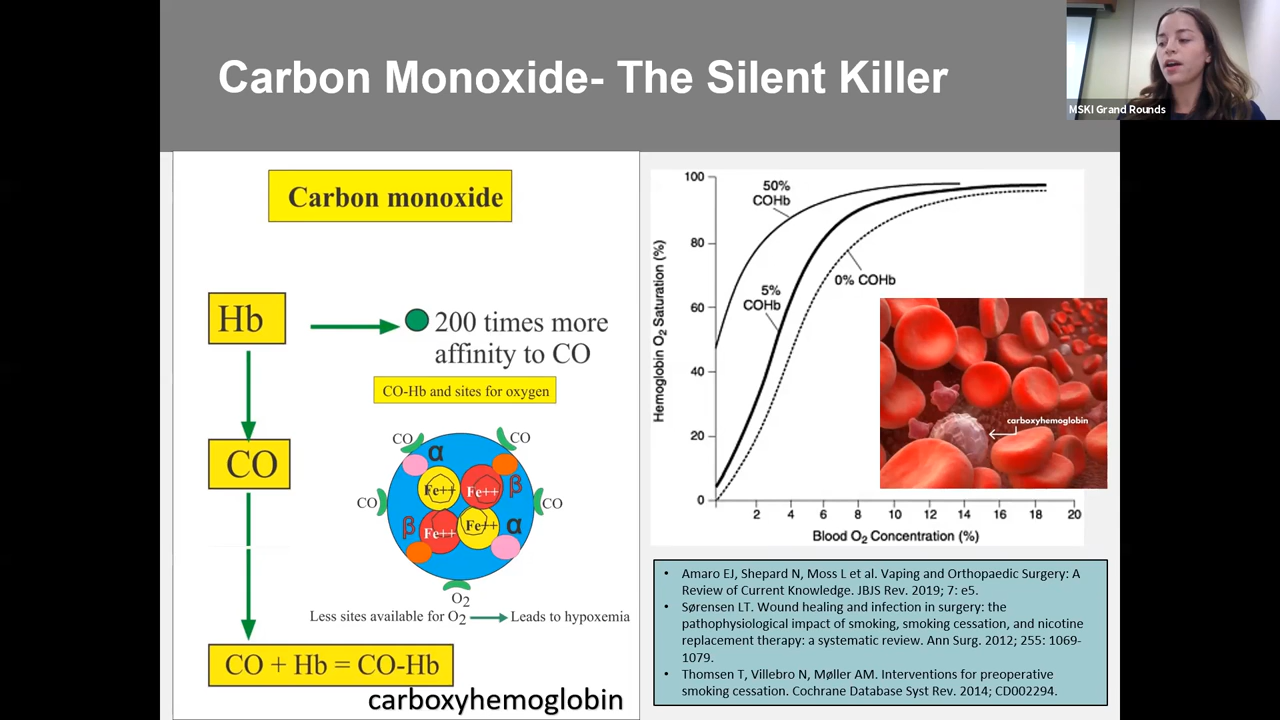 Carbon Monoxide- The Silent Killer
MSKI Grand Rounds
Carbon monoxide
Hb
200 times more
affinity to CO
CO-Hb and sites for oxygen
CO
CO
CO
α
Fe++
Fe++
β
CO
CO
β
Fe++
Fe++
α
O2
Less sites available for O2
Leads to hypoxemia
CO + Hb = CO-Hb
carboxyhemoglobin
Hemoglobin O2 Saturation (%)
100
80
60
40
20
0
50%
COHb
5%
COHb
0% COHb
2
4
6
8
10
12
14
16
18
20
Blood O2 Concentration (%)
carboxyhemoglobin
• Amaro EJ, Shepard N, Moss L et al. Vaping and Orthopaedic Surgery: A
Review of Current Knowledge. JBJS Rev. 2019; 7: e5.
• Sørensen LT. Wound healing and infection in surgery: the
pathophysiological impact of smoking, smoking cessation, and nicotine
replacement therapy: a systematic review. Ann Surg. 2012; 255: 1069-
1079.
• Thomsen T, Villebro N, Møller AM. Interventions for preoperative
smoking cessation. Cochrane Database Syst Rev. 2014; CD002294.